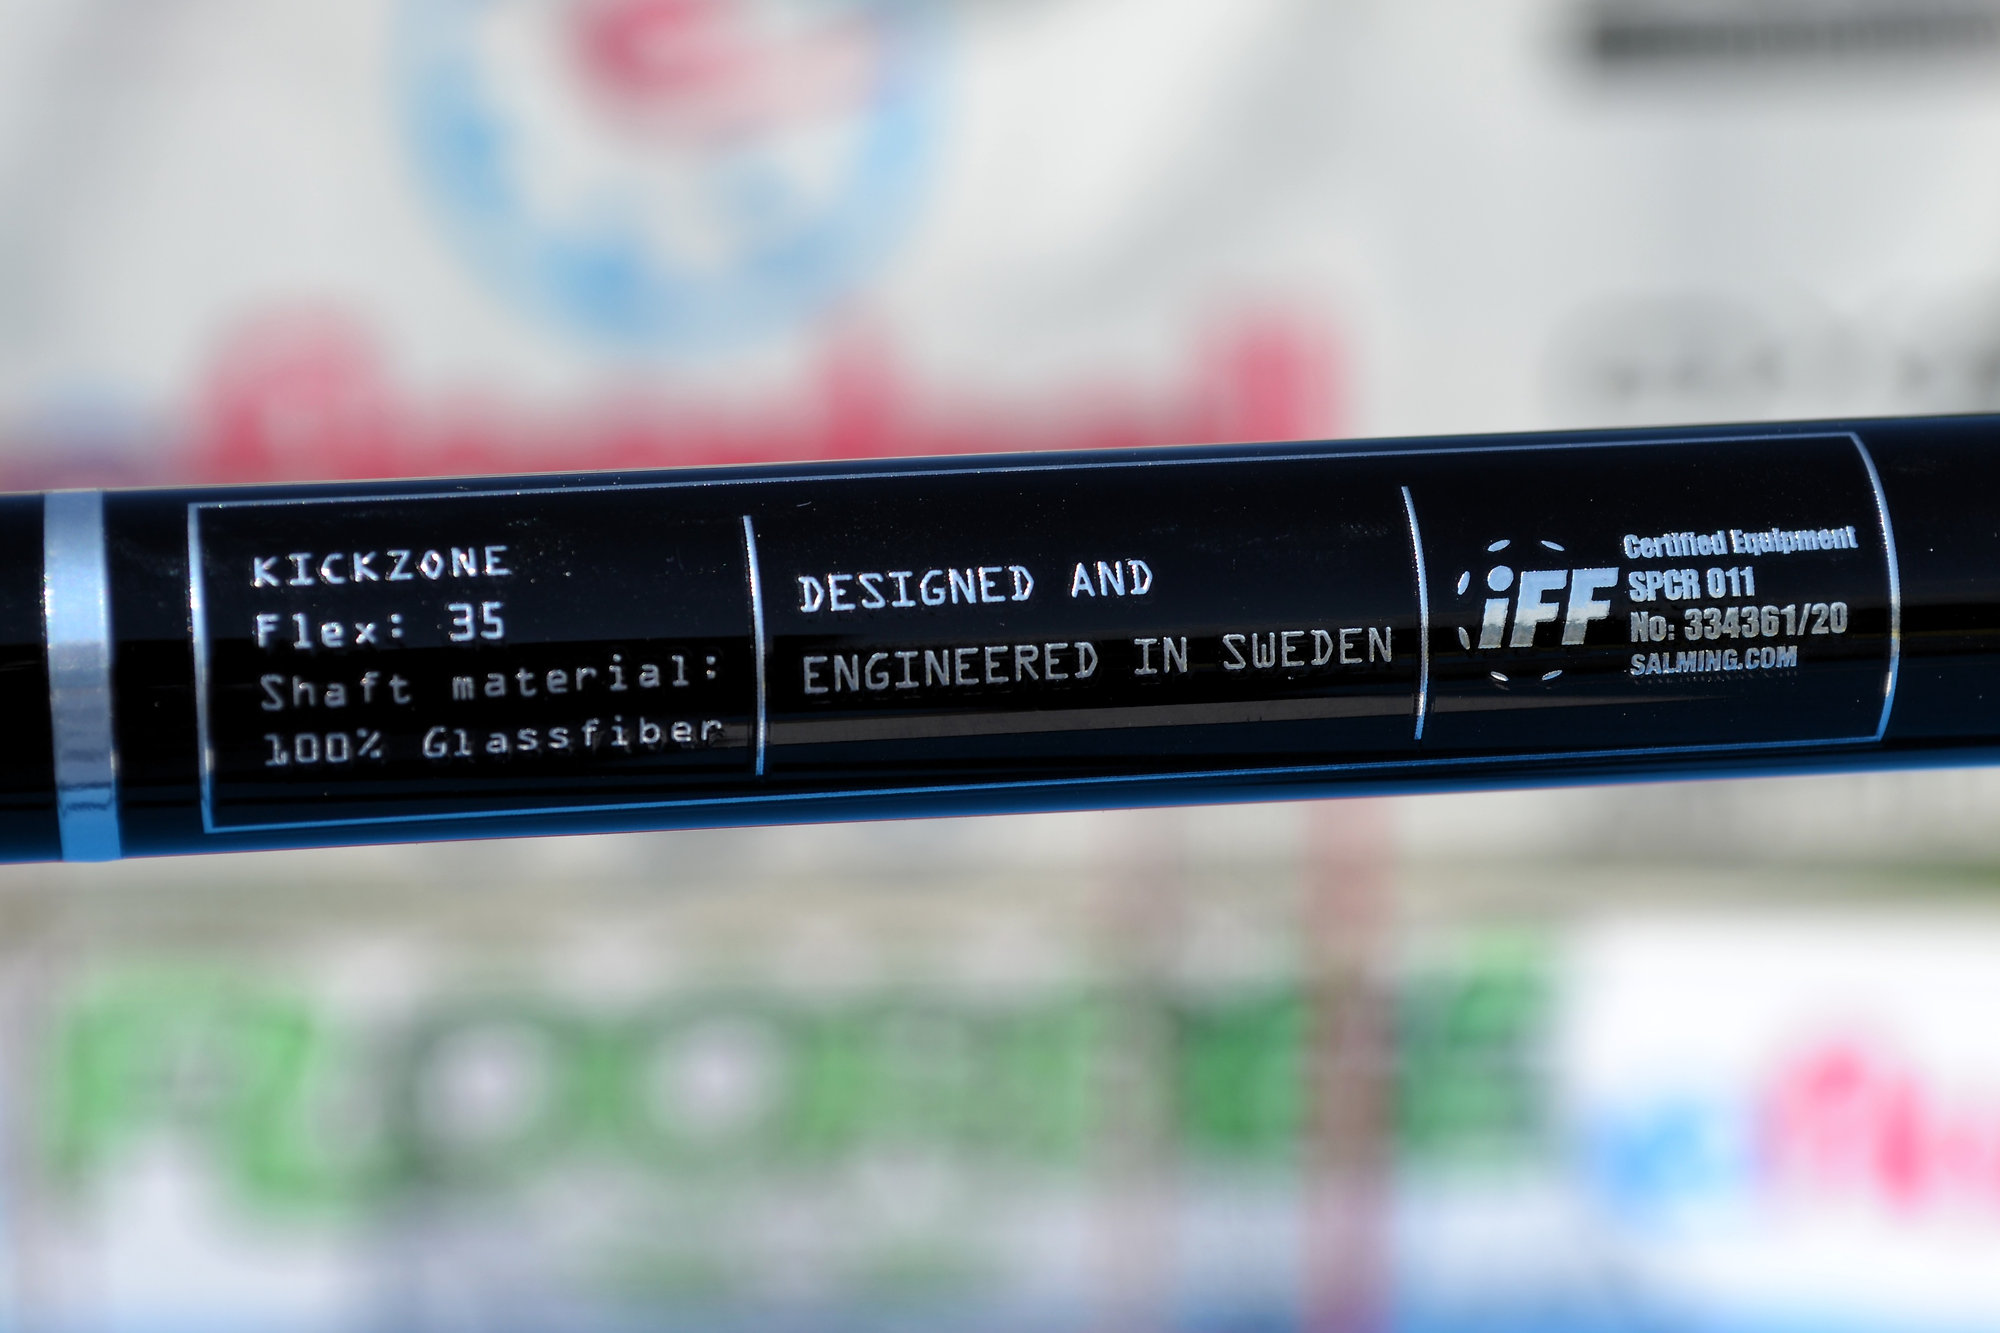 KICKZONE
Flex: 35
Shaft material:
100% Glassfiber
DESIGNED AND
ENGINEERED IN SWEDEN
iFF
Certified Equipment
SPCR 011
No: 334361/20
SALMING.COM